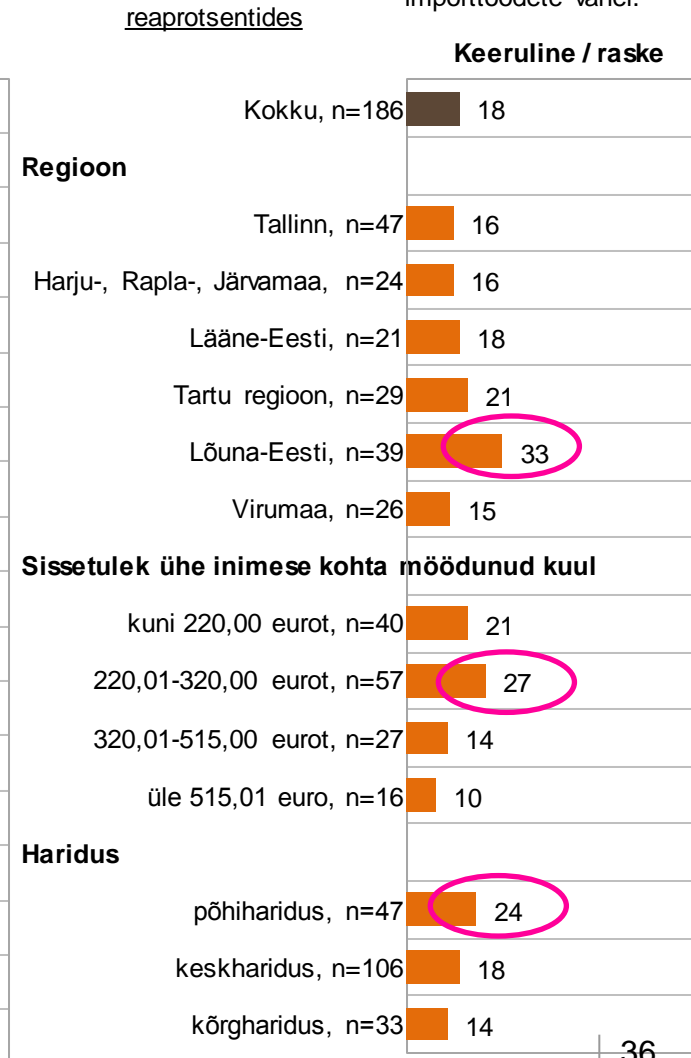 reaprotsentides
Keeruline / raske
Kokku, n=186 18
Regioon
Tallinn, n=47 16
Harju-, Rapla-, Järvamaa, n=24 16
Lääne-Eesti, n=21 18
Tartu regioon, n=29 21
Lõuna-Eesti, n=39 33
Virumaa, n=26 15
Sissetulek ühe inimese kohta möödunud kuul
kuni 220,00 eurot, n=40 21
220,01-320,00 eurot, n=57 27
320,01-515,00 eurot, n=27 14
üle 515,01 euro, n=16 10
Haridus
põhiharidus, n=47 24
keskharidus, n=106 18
kõrgharidus, n=33 14
36